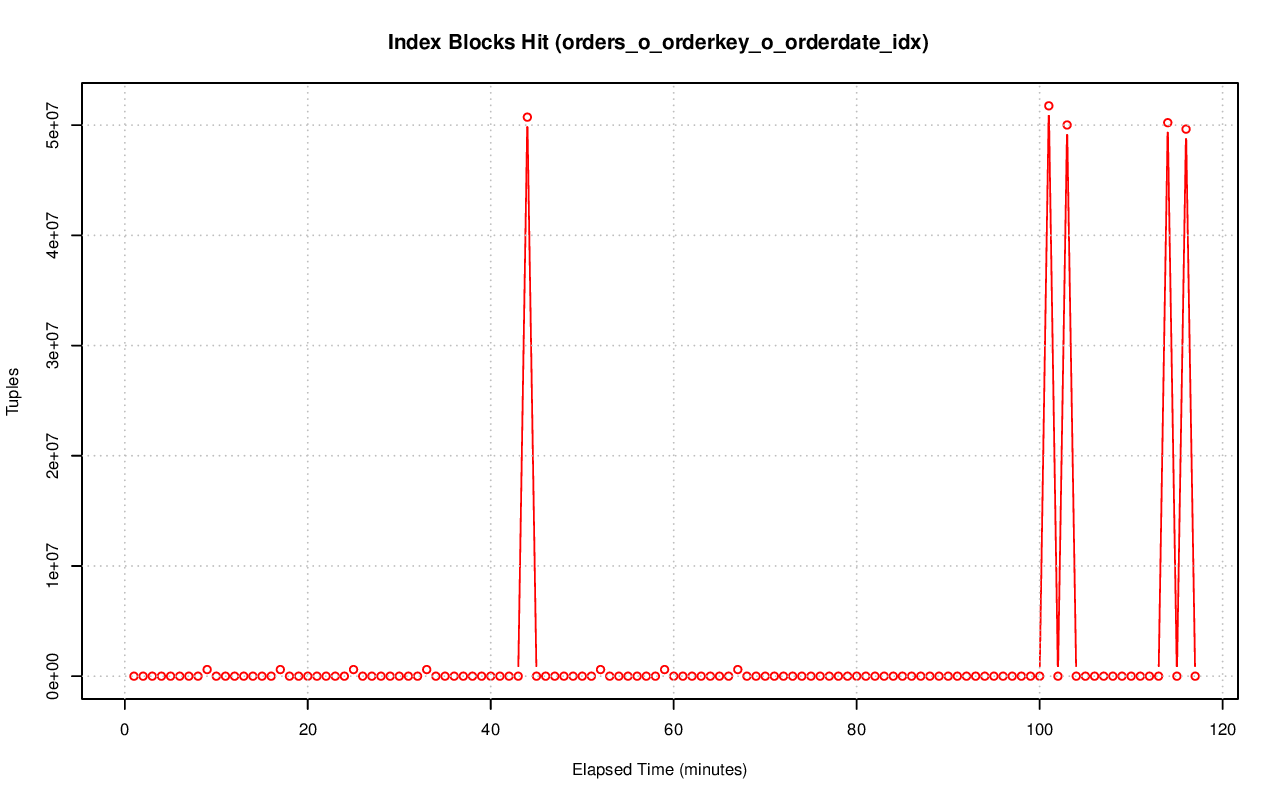 Index Blocks Hit (orders_o_orderkey_o_orderdate_idx)
Tuples
5e+07
4e+07
3e+07
2e+07
1e+07
0e+00
0 20 40 60 80 100 120
Elapsed Time (minutes)